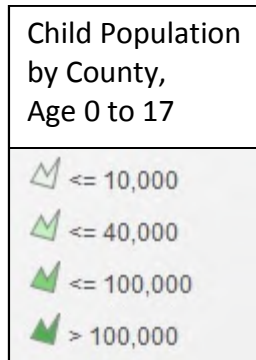 Child Population
by County,
Age 0 to 17
<= 10,000
<= 40,000
<= 100,000
> 100,000